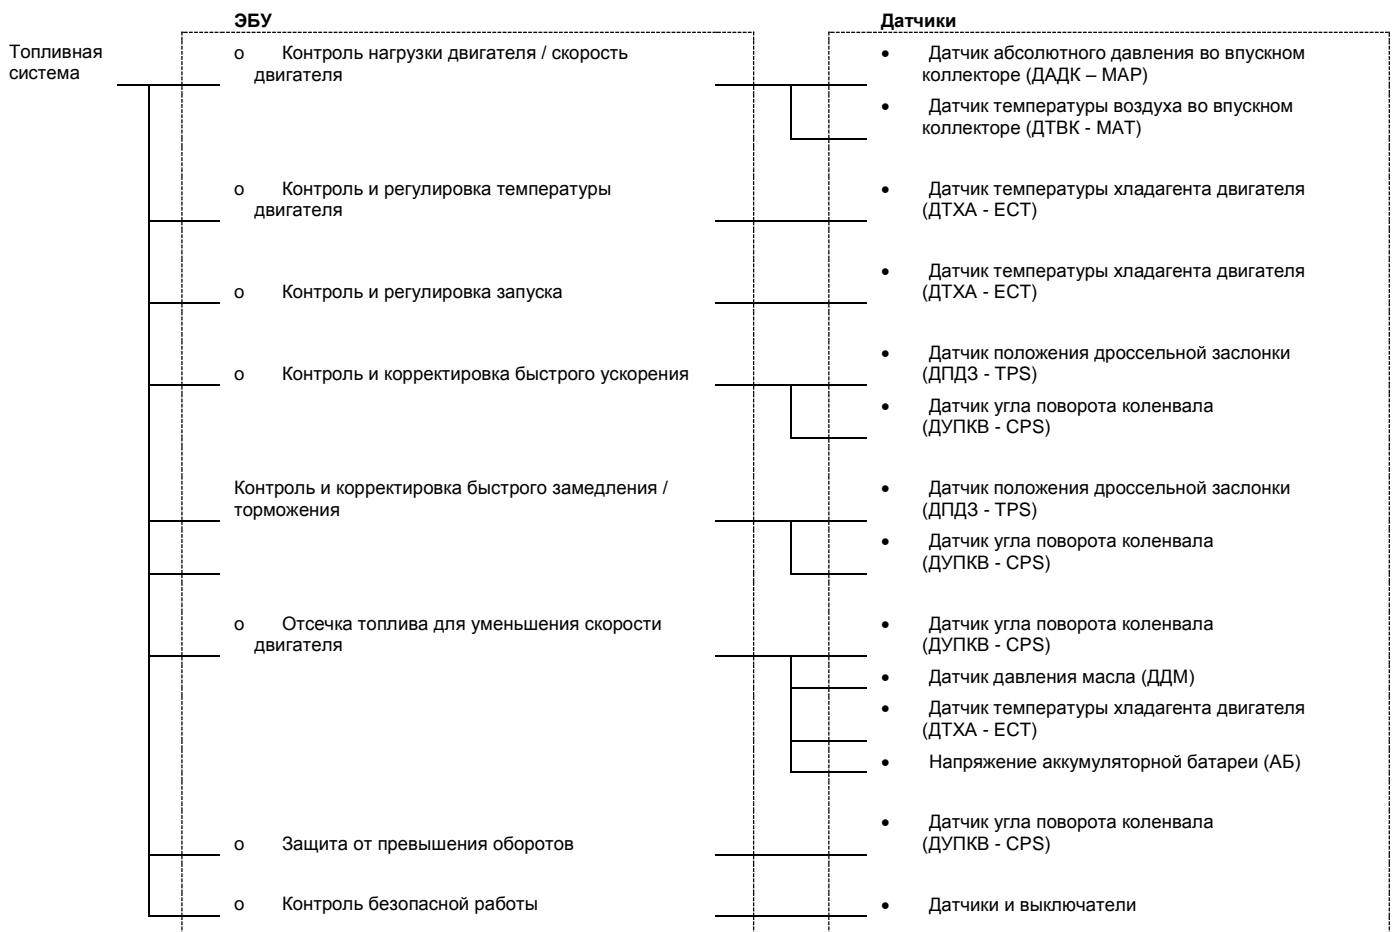 ЭБУ
Датчики
Топливная
система
o Контроль нагрузки двигателя / скорость
двигателя
• Датчик абсолютного давления во впускном
коллекторе (ДАДК – MAP)
• Датчик температуры воздуха во впускном
коллекторе (ДТВК - MAT)
o Контроль и регулировка температуры
двигателя
• Датчик температуры хладагента двигателя
(ДТХА - ECT)
o Контроль и регулировка запуска
• Датчик температуры хладагента двигателя
(ДТХА - ECT)
o Контроль и корректировка быстрого ускорения
• Датчик положения дроссельной заслонки
(ДПДЗ - TPS)
• Датчик угла поворота коленвала
(ДУПКВ - CPS)
Контроль и корректировка быстрого замедления /
торможения
• Датчик положения дроссельной заслонки
(ДПДЗ - TPS)
• Датчик угла поворота коленвала
(ДУПКВ - CPS)
o Отсечка топлива для уменьшения скорости
двигателя
• Датчик угла поворота коленвала
(ДУПКВ - CPS)
• Датчик давления масла (ДДМ)
• Датчик температуры хладагента двигателя
(ДТХА - ECT)
• Напряжение аккумуляторной батареи (АБ)
o Защита от превышения оборотов
• Датчик угла поворота коленвала
(ДУПКВ - CPS)
o Контроль безопасной работы
• Датчики и выключатели